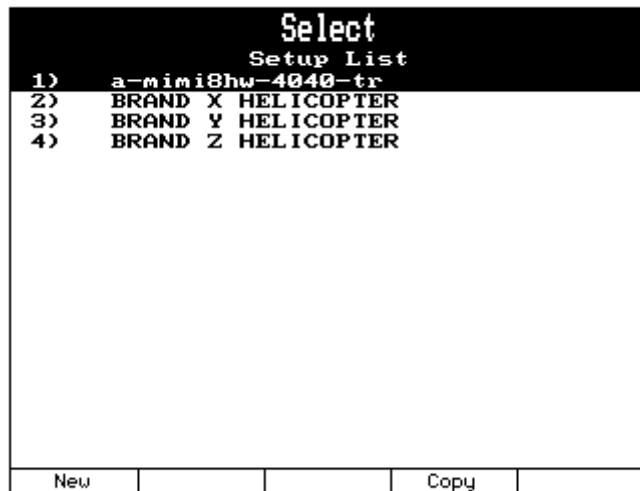 Select
Setup List
1) a-mimi8hw-4040-tr
2) BRAND X HELICOPTER
3) BRAND Y HELICOPTER
4) BRAND Z HELICOPTER
New Copy